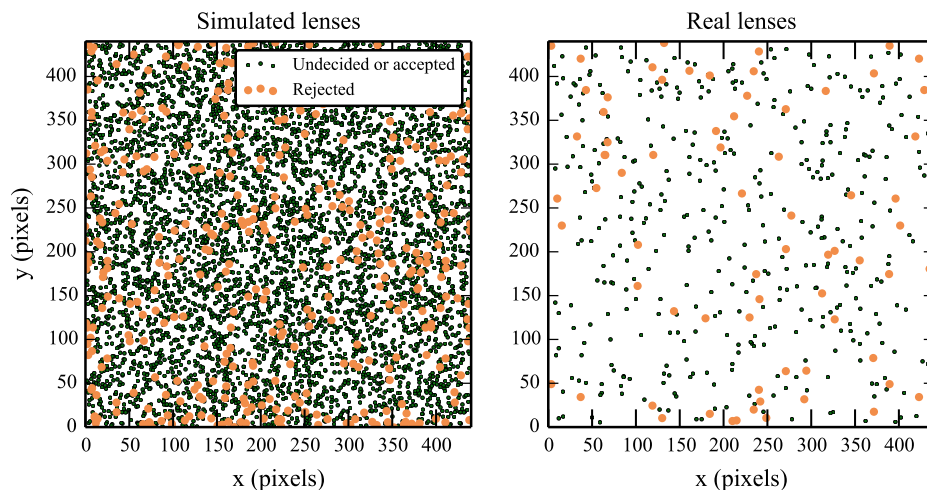 Simulated lenses
Real lenses
Undecided or accepted
Rejected
y (pixels)
400
350
300
250
200
150
100
50
0
0 50 100 150 200 250 300 350 400
x (pixels)
400
350
300
250
200
150
100
50
0
0 50 100 150 200 250 300 350 400
x (pixels)